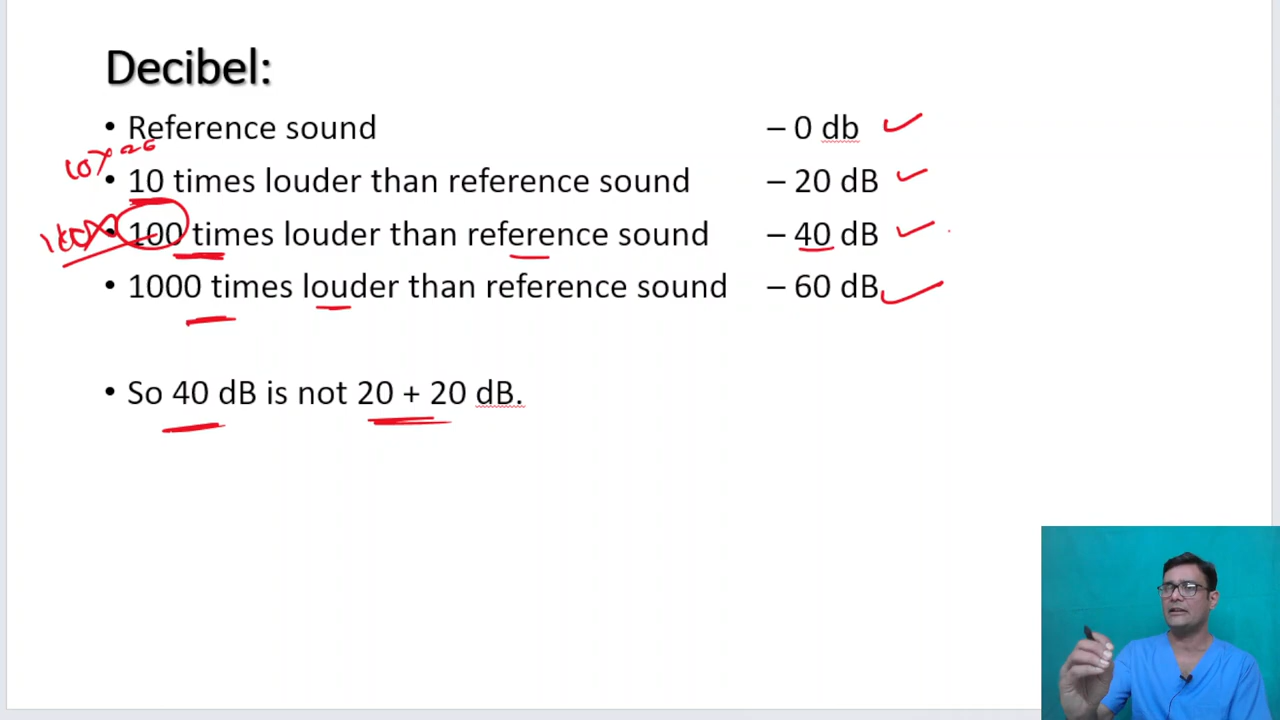 Decibel:
• Reference sound – 0 db
• 10 times louder than reference sound – 20 dB
• 100 times louder than reference sound – 40 dB
• 1000 times louder than reference sound – 60 dB
• So 40 dB is not 20 + 20 dB.